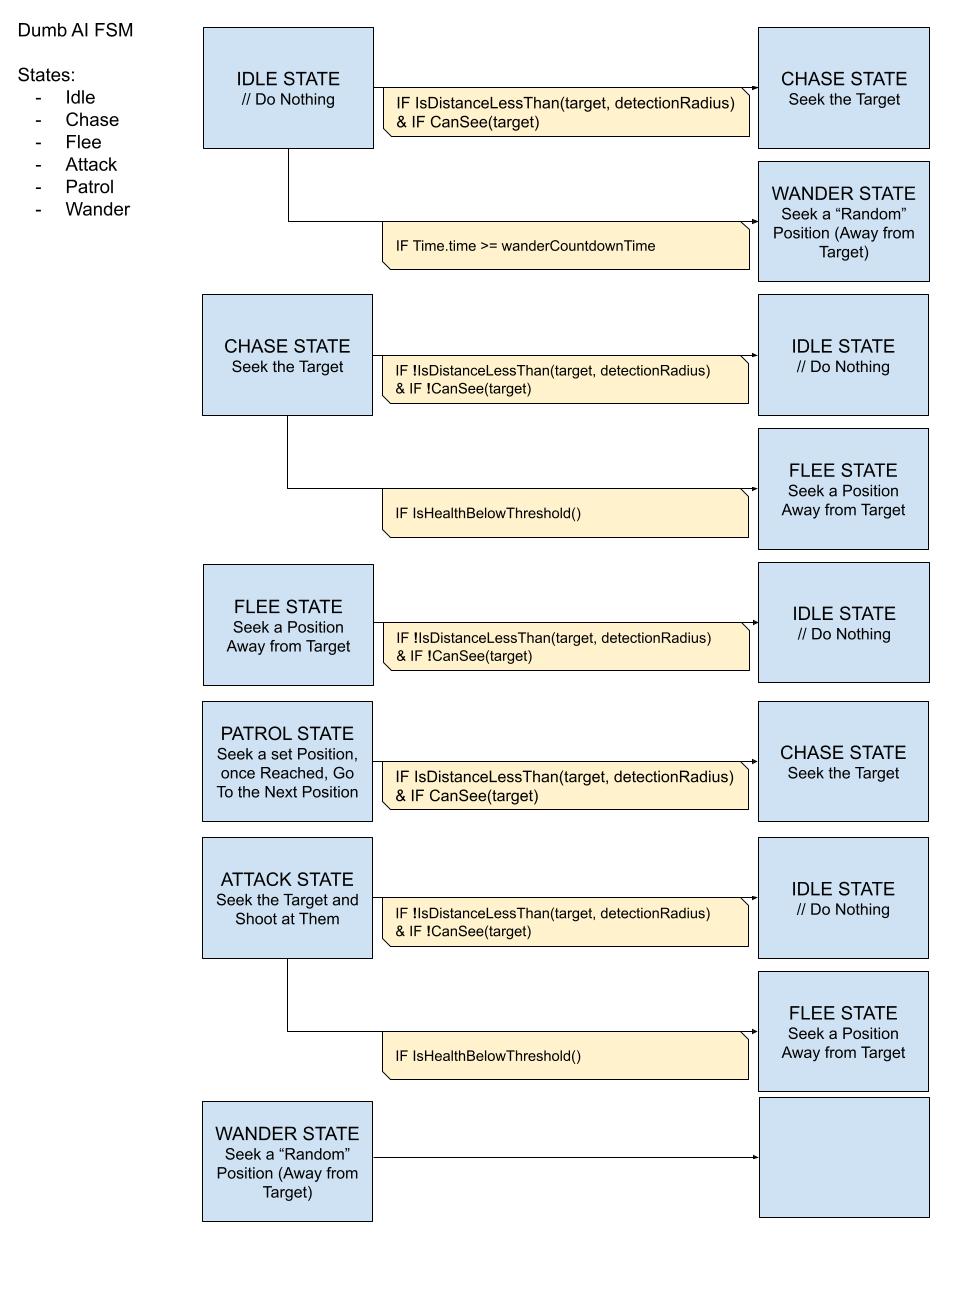 Dumb AI FSM
States:
- Idle
- Chase
- Flee
- Attack
- Patrol
- Wander
IDLE STATE
// Do Nothing
IF IsDistanceLessThan(target, detectionRadius)
& IF CanSee(target)
CHASE STATE
Seek the Target
IF Time.time >= wanderCountdownTime
WANDER STATE
Seek a “Random”
Position (Away from
Target)
CHASE STATE
Seek the Target
IF !IsDistanceLessThan(target, detectionRadius)
& IF !CanSee(target)
IDLE STATE
// Do Nothing
IF IsHealthBelowThreshold()
FLEE STATE
Seek a Position
Away from Target
FLEE STATE
Seek a Position
Away from Target
IF !IsDistanceLessThan(target, detectionRadius)
& IF !CanSee(target)
IDLE STATE
// Do Nothing
PATROL STATE
Seek a set Position,
once Reached, Go
To the Next Position
IF IsDistanceLessThan(target, detectionRadius)
& IF CanSee(target)
CHASE STATE
Seek the Target
ATTACK STATE
Seek the Target and
Shoot at Them
IF !IsDistanceLessThan(target, detectionRadius)
& IF !CanSee(target)
IDLE STATE
// Do Nothing
IF IsHealthBelowThreshold()
FLEE STATE
Seek a Position
Away from Target
WANDER STATE
Seek a “Random”
Position (Away from
Target)